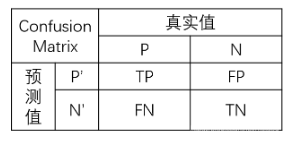 Confusion Matrix 真实值
P N
预测值 P' TP FP
N' FN TN